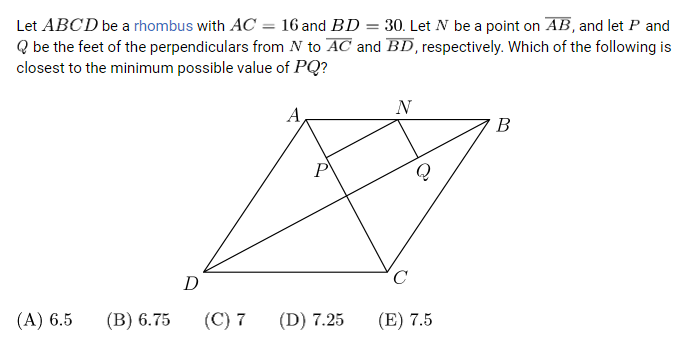 Let ABCD be a rhombus with AC = 16 and BD = 30. Let N be a point on \overline{AB}, and let P and
Q be the feet of the perpendiculars from N to \overline{AC} and \overline{BD}, respectively. Which of the following is
closest to the minimum possible value of PQ?
N
A
B
P
Q
D
C
(A) 6.5 (B) 6.75 (C) 7 (D) 7.25 (E) 7.5